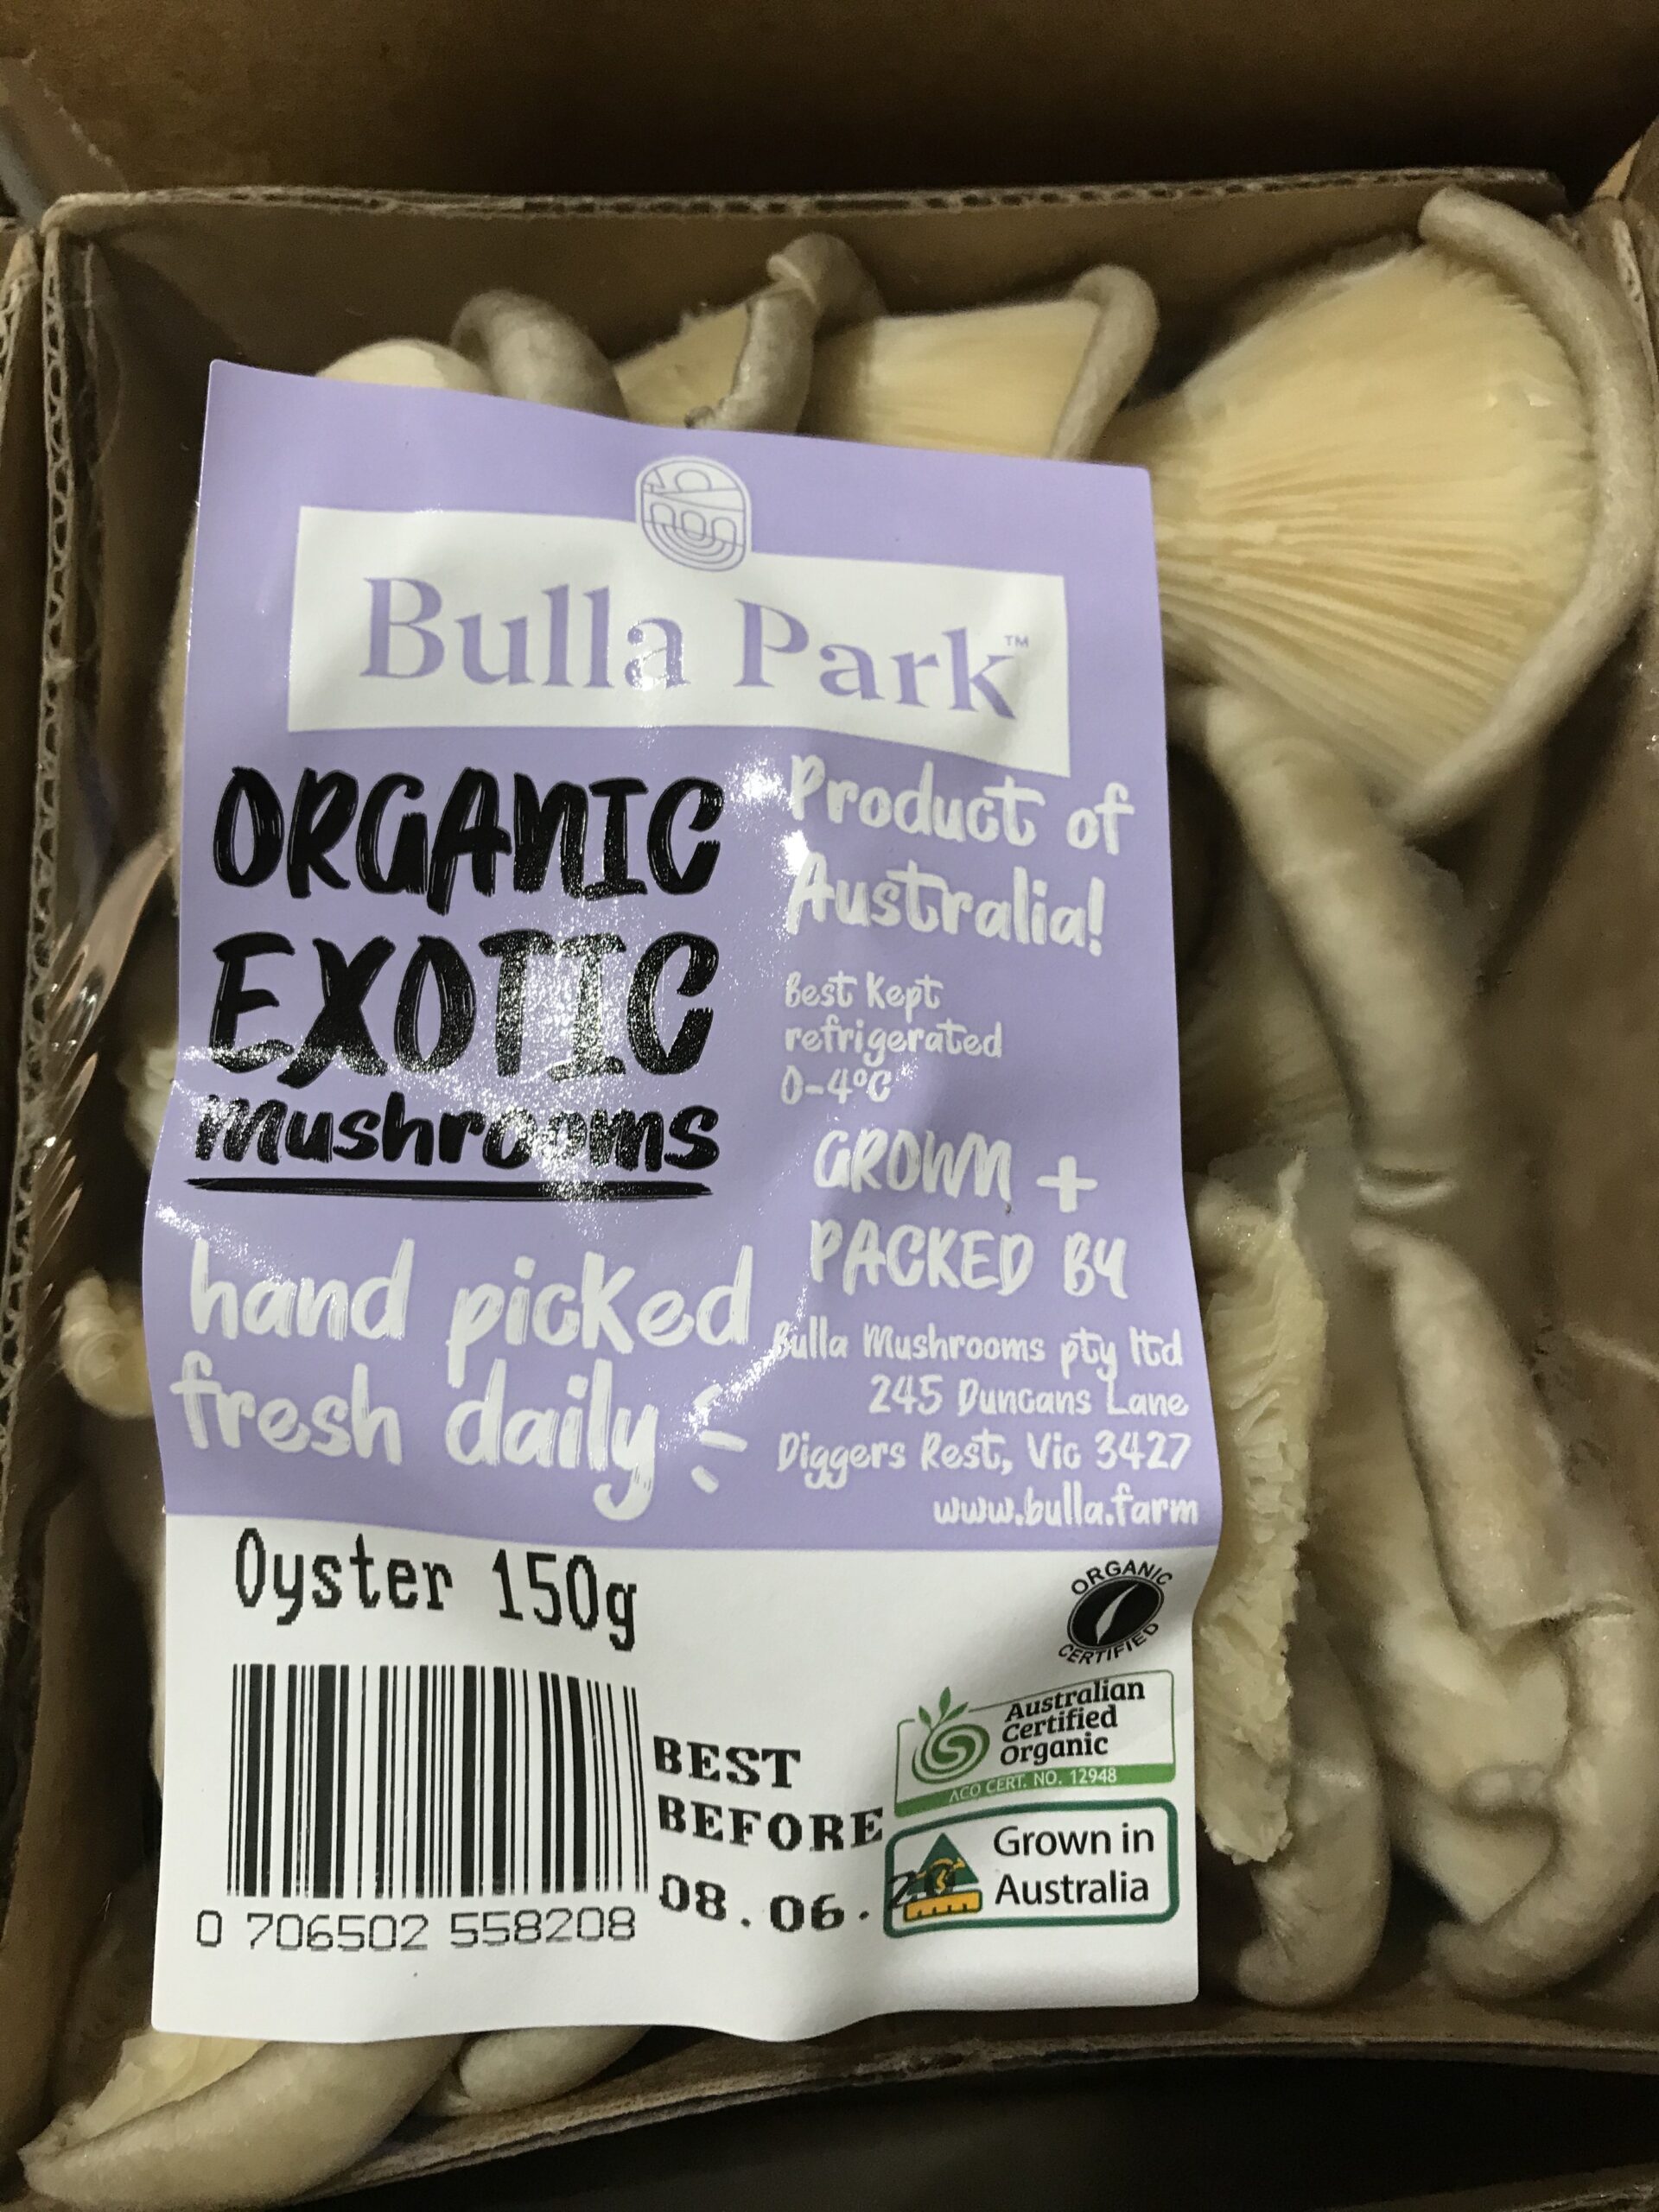 Bulla Park™
ORGANIC
EXOTIC
Mushrooms
hand picked
fresh daily
Product of
Australia!
Best Kept
refrigerated
0-4°C
GROWN +
PACKED BY
Bulla Mushrooms pty ltd
245 Duncans Lane
Diggers Rest, Vic 3427
www.bulla.farm
Oyster 150g
0 706502 558208
BEST
BEFORE
08.06.
ORGANIC
CERTIFIED
Australian
Certified
Organic
ACO CERT. NO. 12948
Grown in
Australia